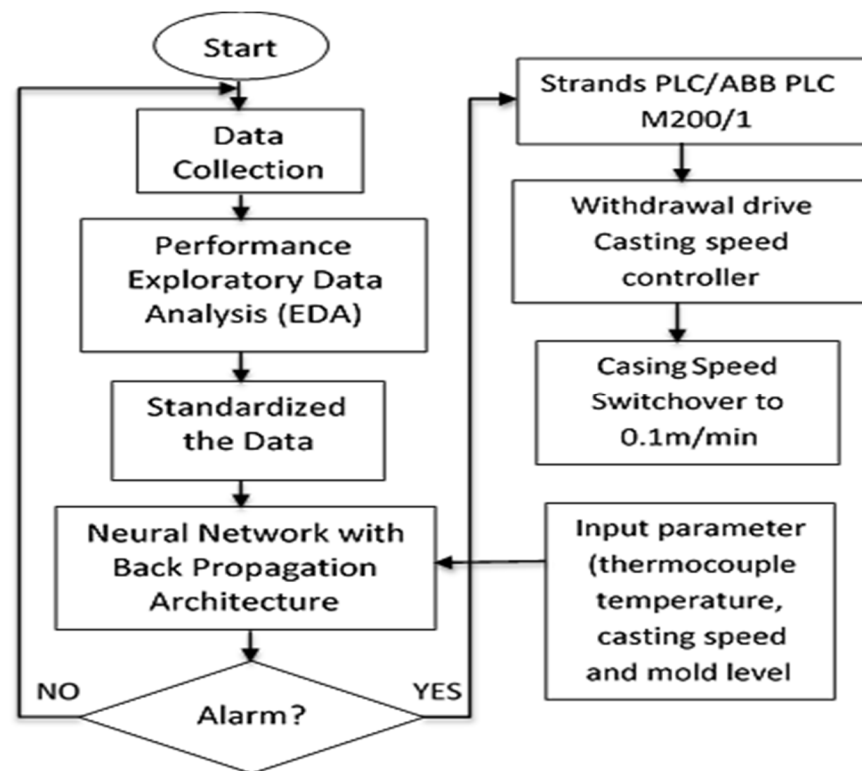 Start
Data
Collection
Performance
Exploratory Data
Analysis (EDA)
Standardized
the Data
Neural Network with
Back Propagation
Architecture
Alarm?
NO
YES
Strands PLC/ABB PLC
M200/1
Withdrawal drive
Casting speed
controller
Casing Speed
Switchover to
0.1m/min
Input parameter
(thermocouple
temperature,
casting speed
and mold level